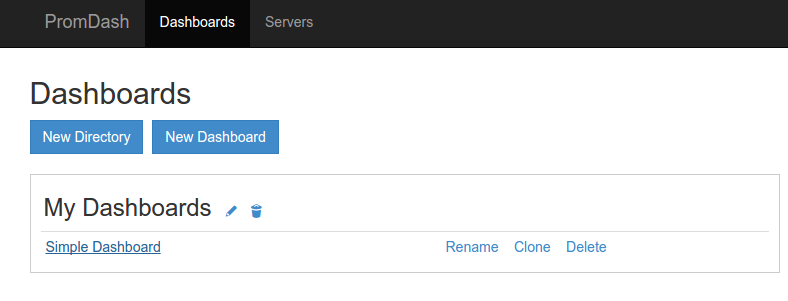 PromDash Dashboards Servers
Dashboards
New Directory New Dashboard
My Dashboards
Simple Dashboard Rename Clone Delete